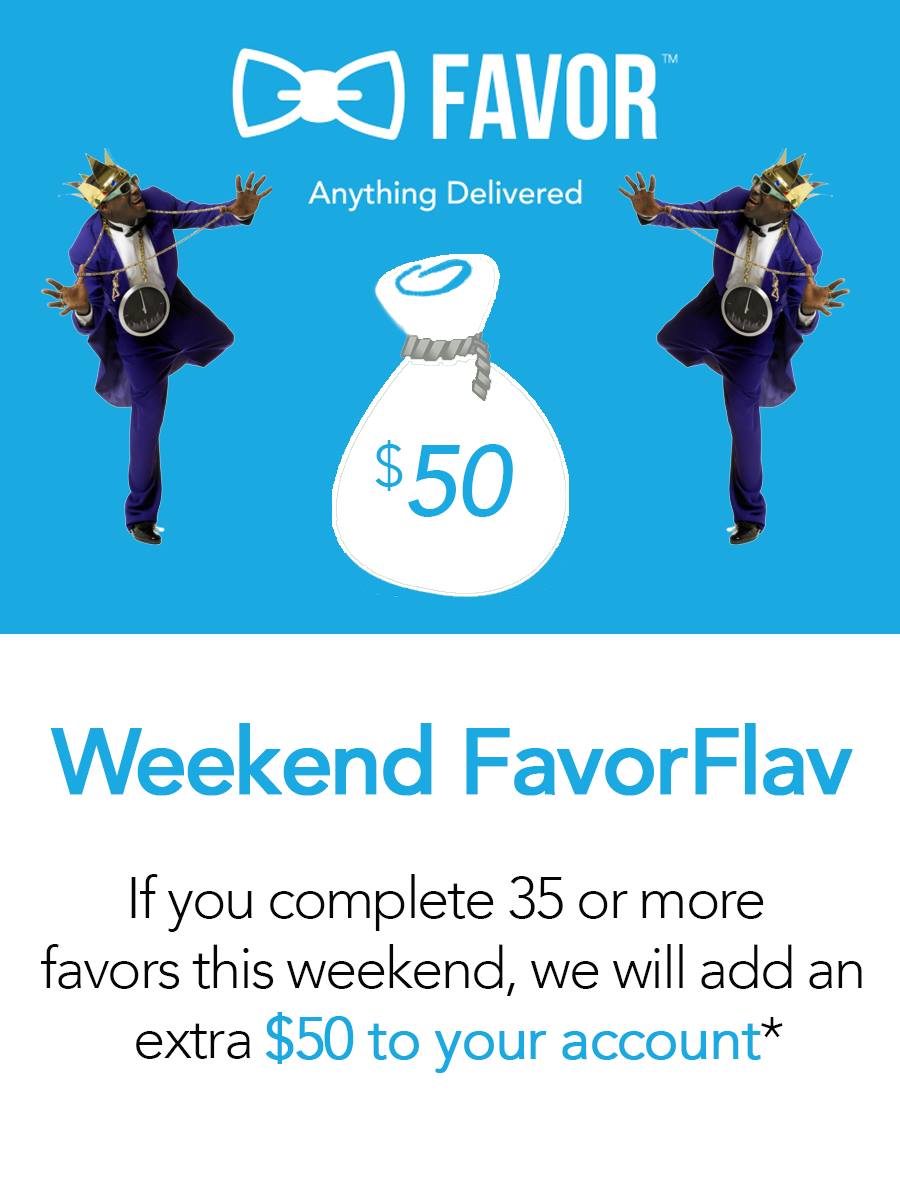 FAVOR™
Anything Delivered
$50
Weekend FavorFlav
If you complete 35 or more
favors this weekend, we will add an
extra $50 to your account*